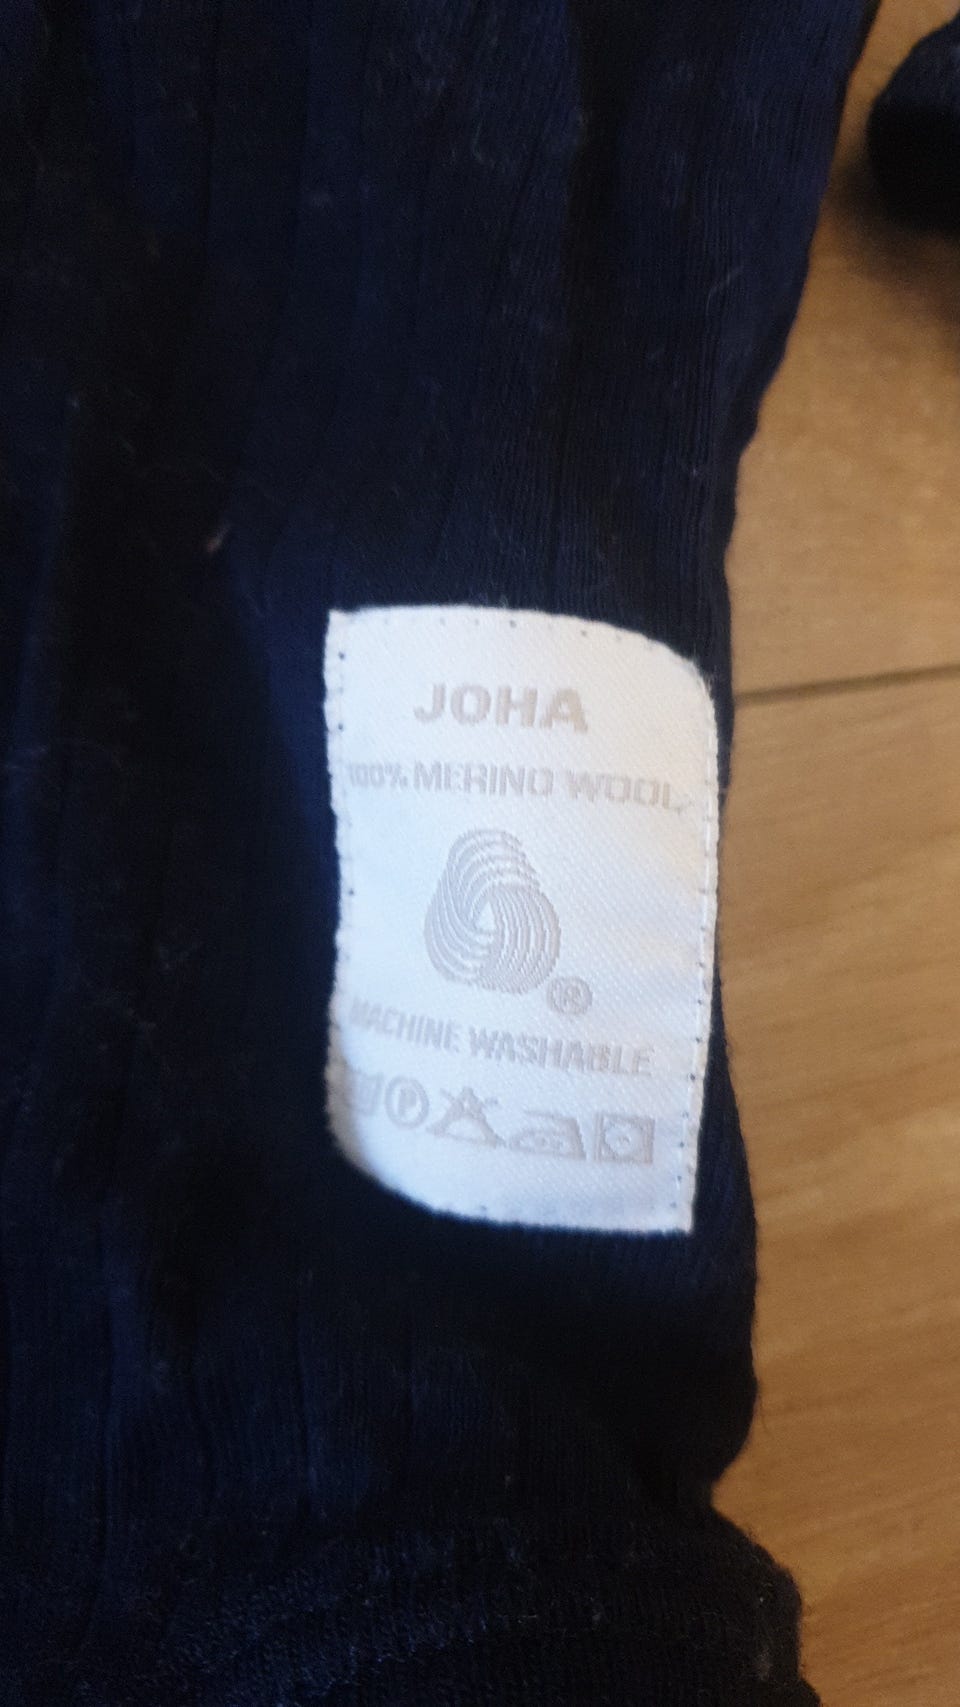 JOHA
100% MERINO WOOL
®
MACHINE WASHABLE
P